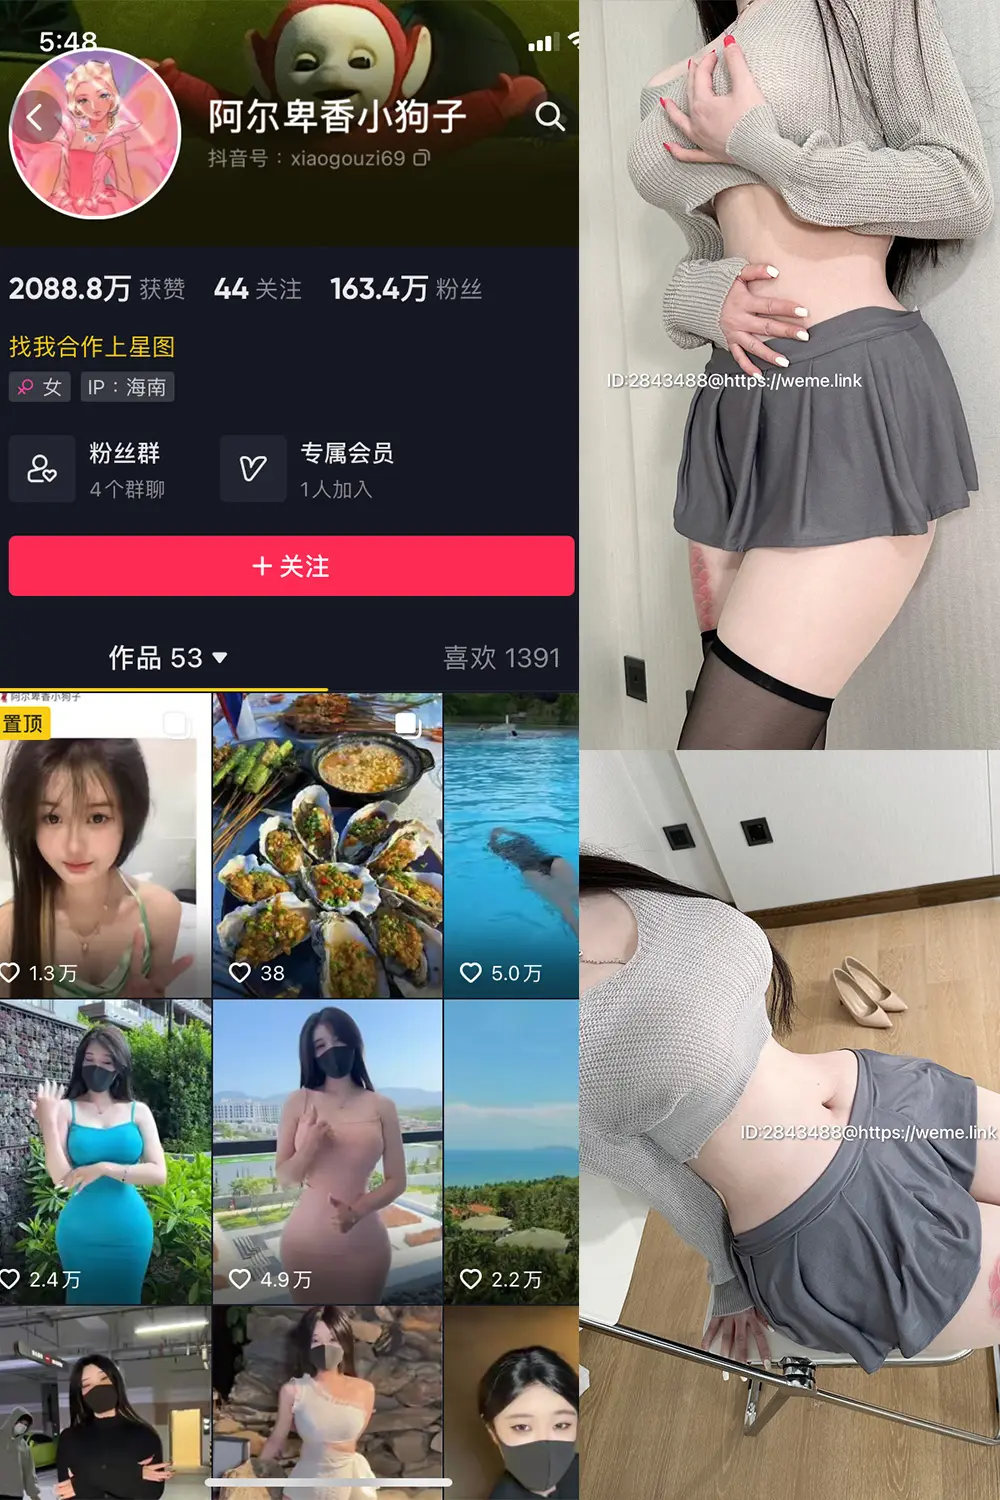 5:48
阿尔卑香小狗子
抖音号：xiaogouzi69
2088.8万 获赞 44 关注 163.4万 粉丝
找我合作上星图
女 IP：海南
粉丝群
4个群聊
专属会员
1人加入
+ 关注
作品 53
喜欢 1391
阿尔卑香小狗子
置顶
1.3万
38
5.0万
2.4万
4.9万
2.2万
ID:2843488@https://weme.link
ID:2843488@https://weme.link